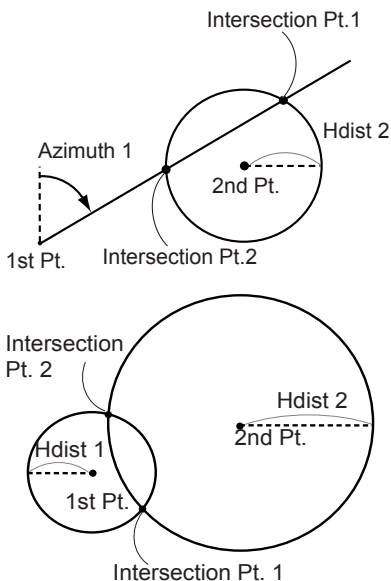 Intersection Pt.1
Hdist 2
Azimuth 1
2nd Pt.
1st Pt.
Intersection Pt.2
Intersection
Pt. 2
Hdist 2
2nd Pt.
Hdist 1
1st Pt.
Intersection Pt. 1